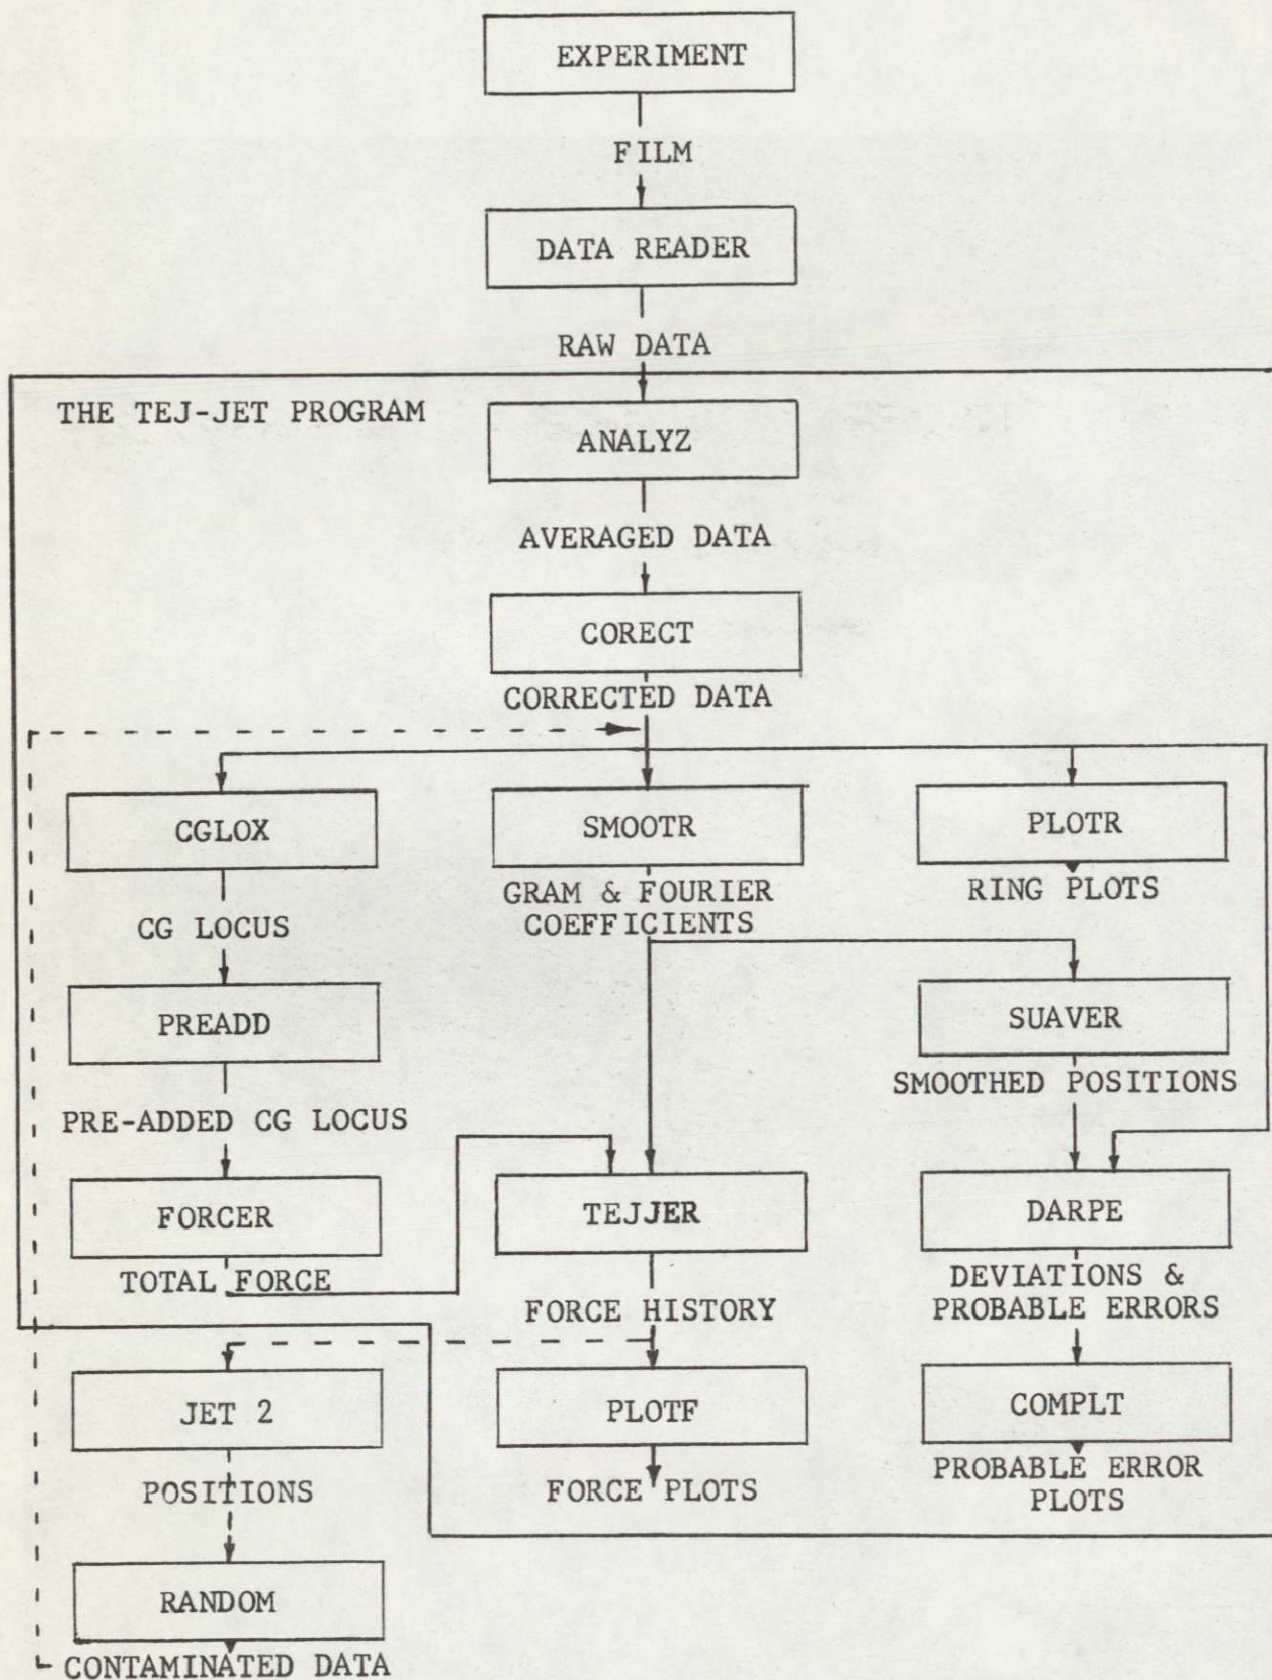 EXPERIMENT
FILM
DATA READER
RAW DATA
THE TEJ-JET PROGRAM
ANALYZ
AVERAGED DATA
CORECT
CORRECTED DATA
CGLOX
SMOOTR
PLOTR
CG LOCUS
GRAM & FOURIER
COEFFICIENTS
RING PLOTS
PREADD
SUAVER
PRE-ADDED CG LOCUS
SMOOTHED POSITIONS
FORCER
TEJJER
DARPE
TOTAL FORCE
FORCE HISTORY
DEVIATIONS &
PROBABLE ERRORS
JET 2
PLOTF
COMPLT
POSITIONS
FORCE PLOTS
PROBABLE ERROR
PLOTS
RANDOM
CONTAMINATED DATA